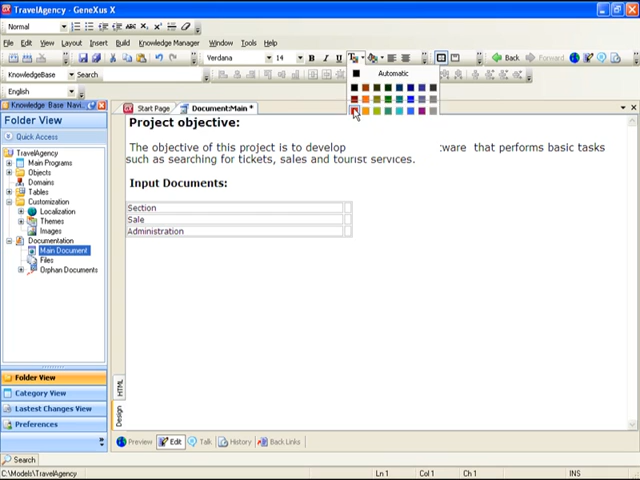 TravelAgency - GeneXus X
Normal
File Edit View Layout Insert Build Knowledge Manager Window Tools Help
Verdana 14 B I U Back Forward
KnowledgeBase Search
Automatic
English
Knowledge Base Navi...
Start Page Document:Main *
Folder View
Quick Access
TravelAgency
Main Programs
Objects
Domains
Tables
Customization
Localization
Themes
Images
Documentation
Main Document
Files
Orphan Documents
Project objective:
The objective of this project is to develop tware that performs basic tasks
such as searching for tickets, sales and tourist services.
Input Documents:
Section
Sale
Administration
HTML
Design
Folder View
Category View
Lastest Changes View
Preferences
Preview Edit Talk History Back Links
Search
C:\Models\TravelAgency Ln 1 Col 1 Ch 1 INS